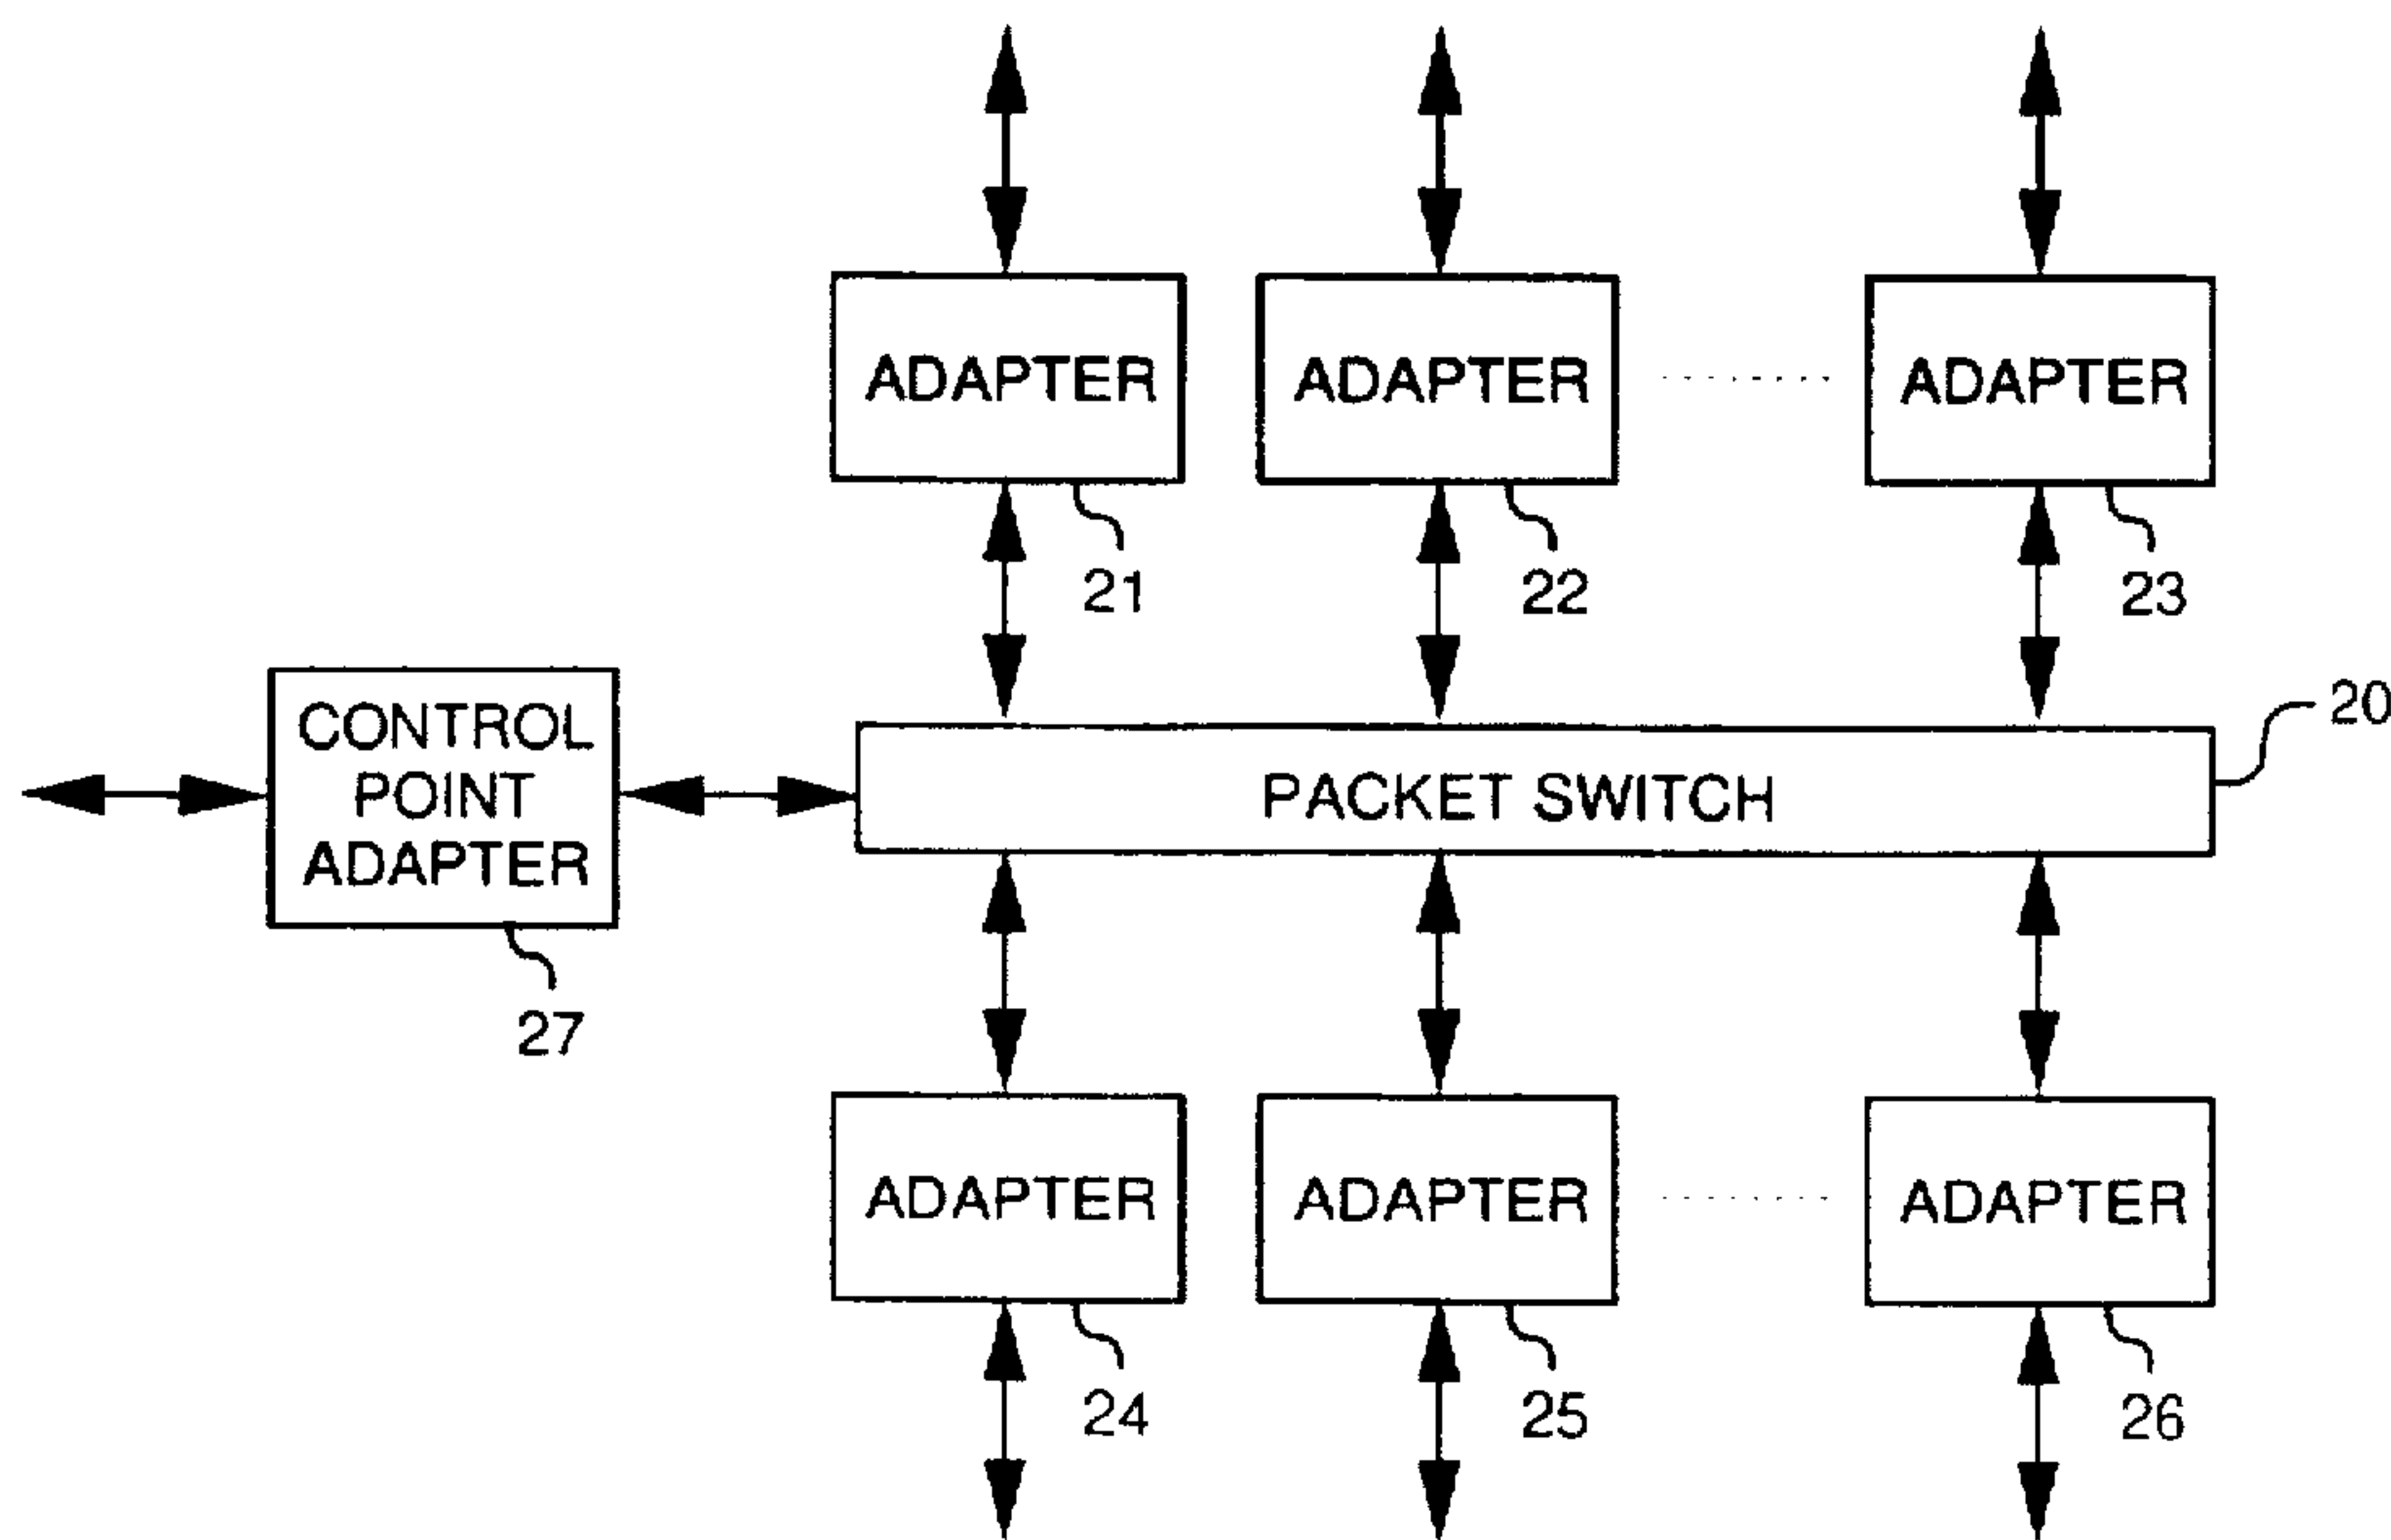 ADAPTER ADAPTER ADAPTER
21 22 23
CONTROL
POINT
ADAPTER
27
PACKET SWITCH
20
ADAPTER ADAPTER ADAPTER
24 25 26